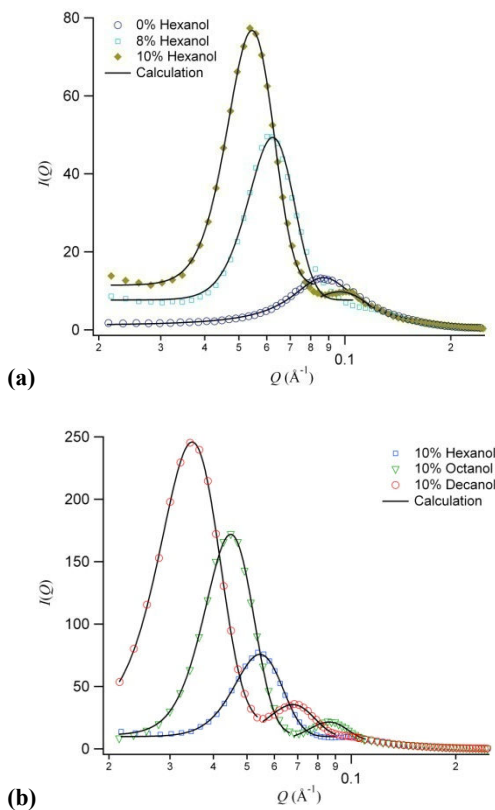 80
60
40
20
0
I(Q)
0% Hexanol
8% Hexanol
10% Hexanol
Calculation
2 3 4 5 6 7 8 9 0.1 2
Q (Å⁻¹)
(a)
250
200
150
100
50
0
I(Q)
10% Hexanol
10% Octanol
10% Decanol
Calculation
2 3 4 5 6 7 8 9 0.1 2
Q (Å⁻¹)
(b)